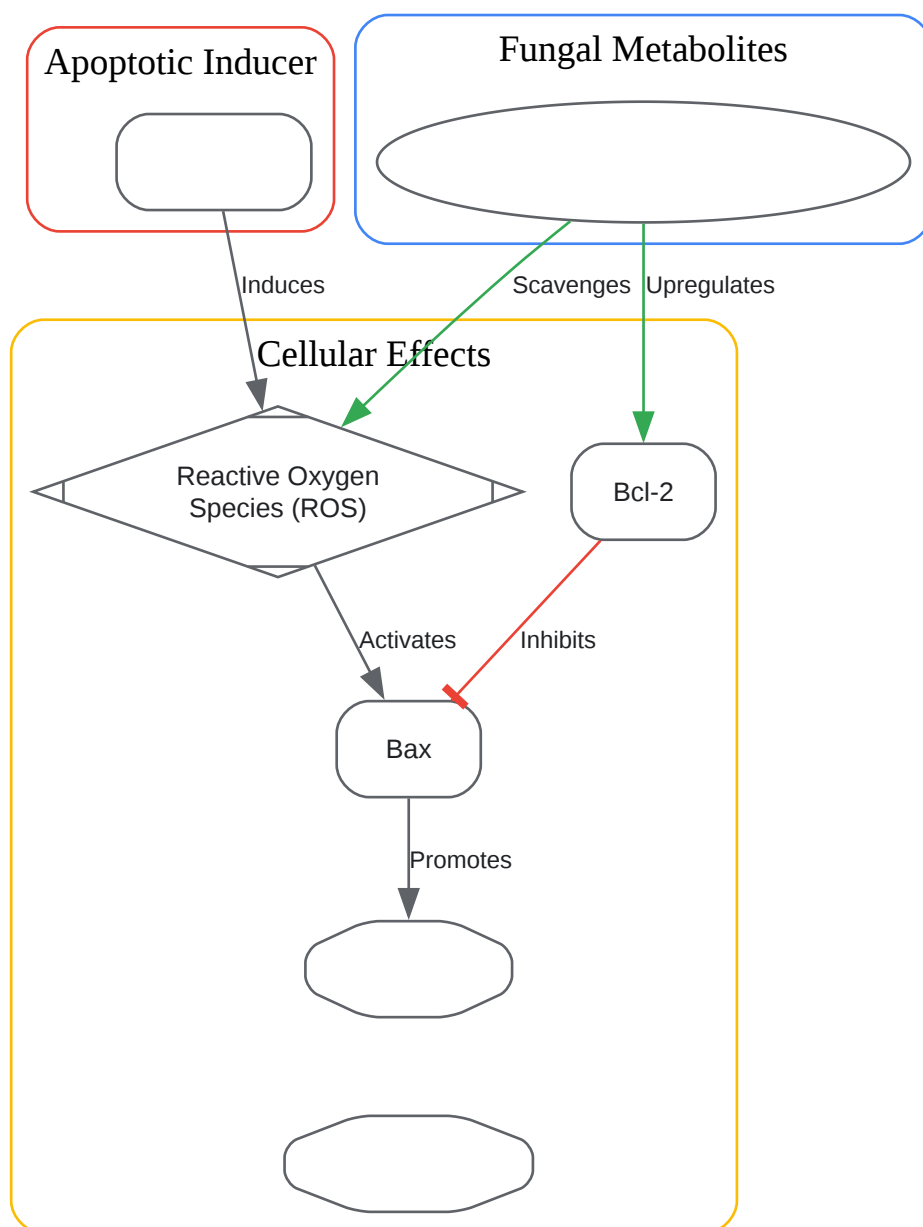 Apoptotic Inducer
Fungal Metabolites
Induces
Scavenges
Upregulates
Cellular Effects
Reactive Oxygen
Species (ROS)
Bcl-2
Activates
Inhibits
Bax
Promotes